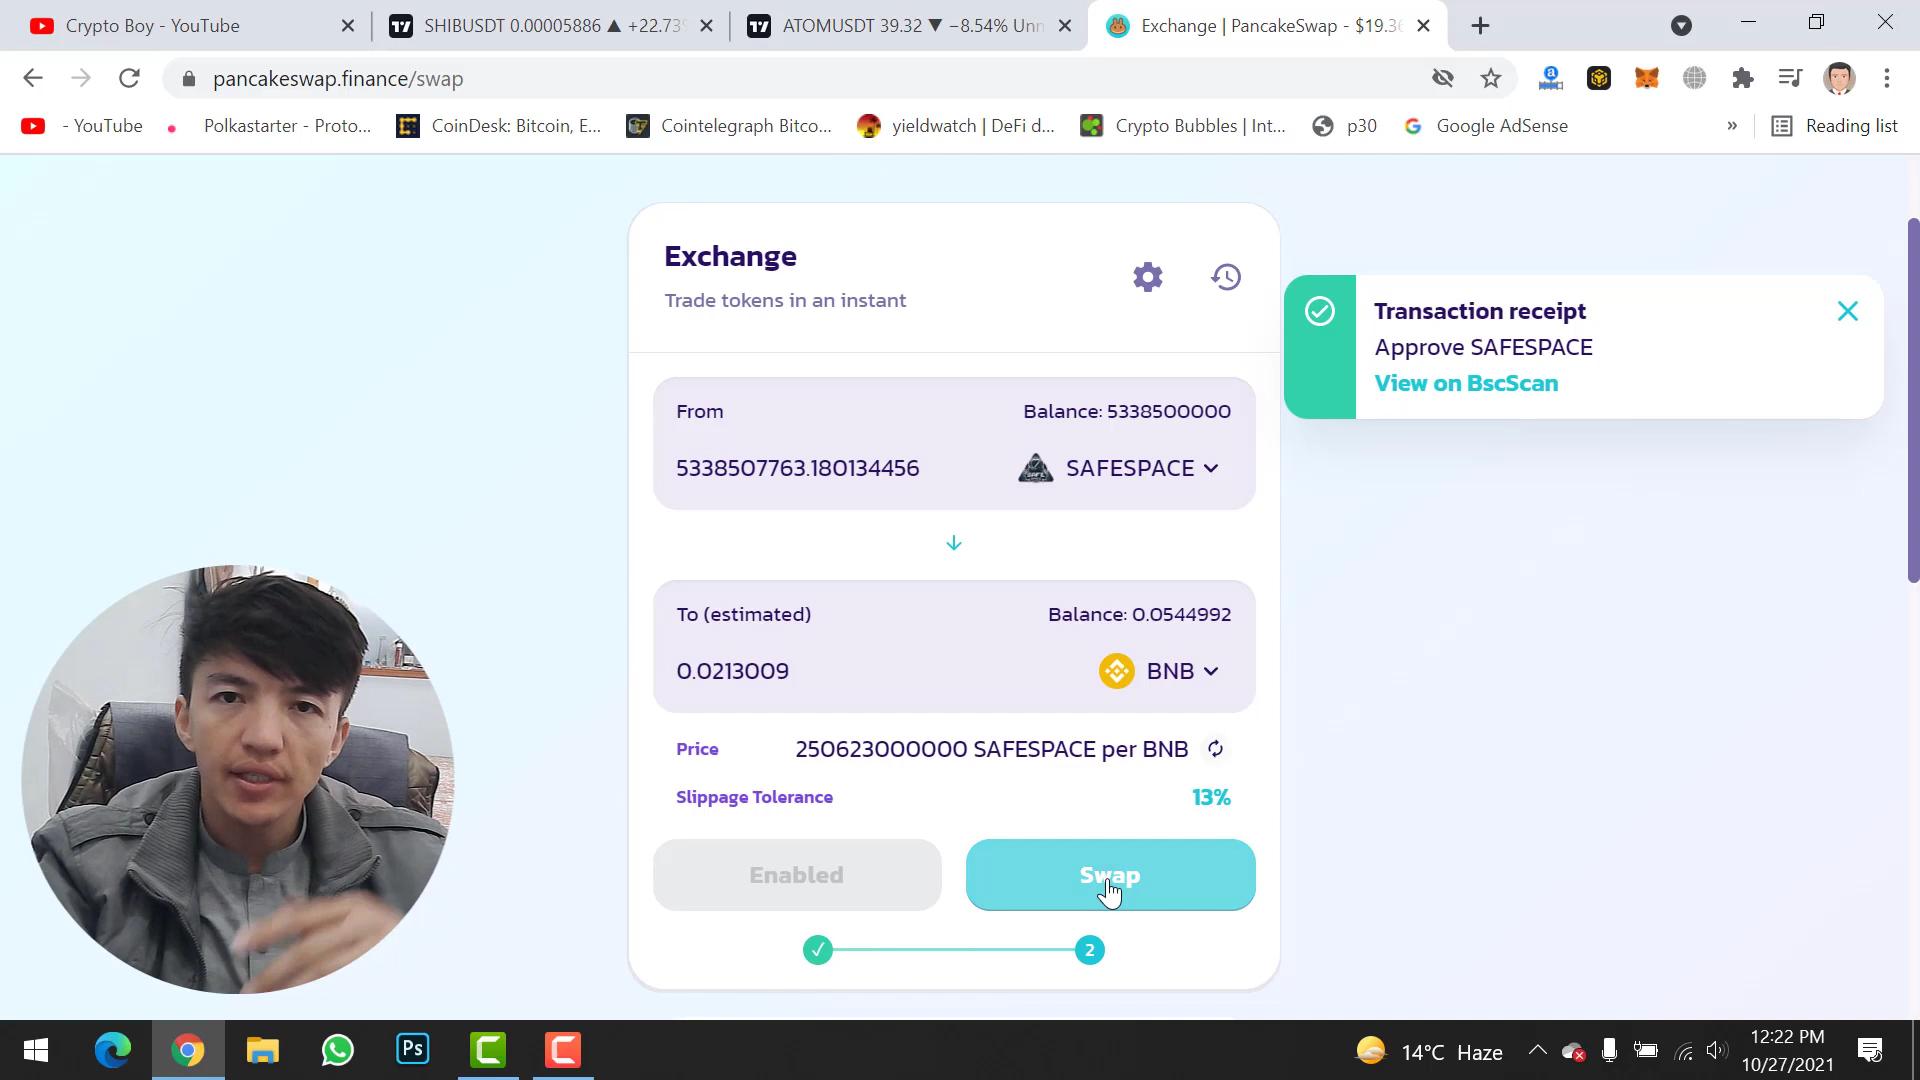 Crypto Boy - YouTube
SHIBUSDT 0.00005886 ▲ +22.73%
ATOMUSDT 39.32 ▼ −8.54% Unn
Exchange | PancakeSwap - $19.36
pancakeswap.finance/swap
- YouTube
Polkastarter - Proto...
CoinDesk: Bitcoin, E...
Cointelegraph Bitco...
yieldwatch | DeFi d...
Crypto Bubbles | Int...
p30
Google AdSense
»
Reading list
Exchange
Trade tokens in an instant
Transaction receipt
Approve SAFESPACE
View on BscScan
From
Balance: 5338500000
5338507763.180134456
SAFESPACE
To (estimated)
Balance: 0.0544992
0.0213009
BNB
Price
250623000000 SAFESPACE per BNB
Slippage Tolerance
13%
Enabled
Swap
2
Ps
14°C Haze
12:22 PM
10/27/2021